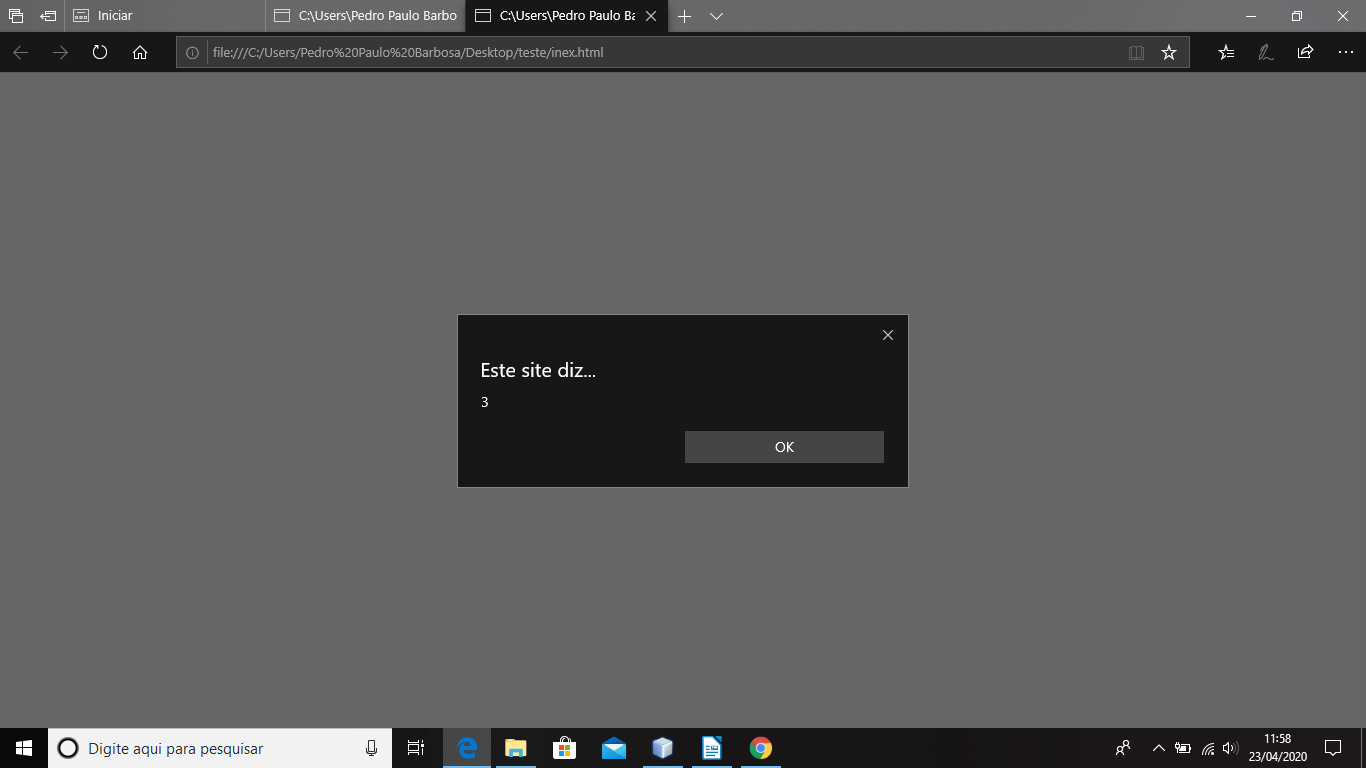 Iniciar
C:\Users\Pedro Paulo Barbo
C:\Users\Pedro Paulo Ba
file:///C:/Users/Pedro%20Paulo%20Barbosa/Desktop/teste/inex.html
Este site diz...
3
OK
Digite aqui para pesquisar
11:58
23/04/2020